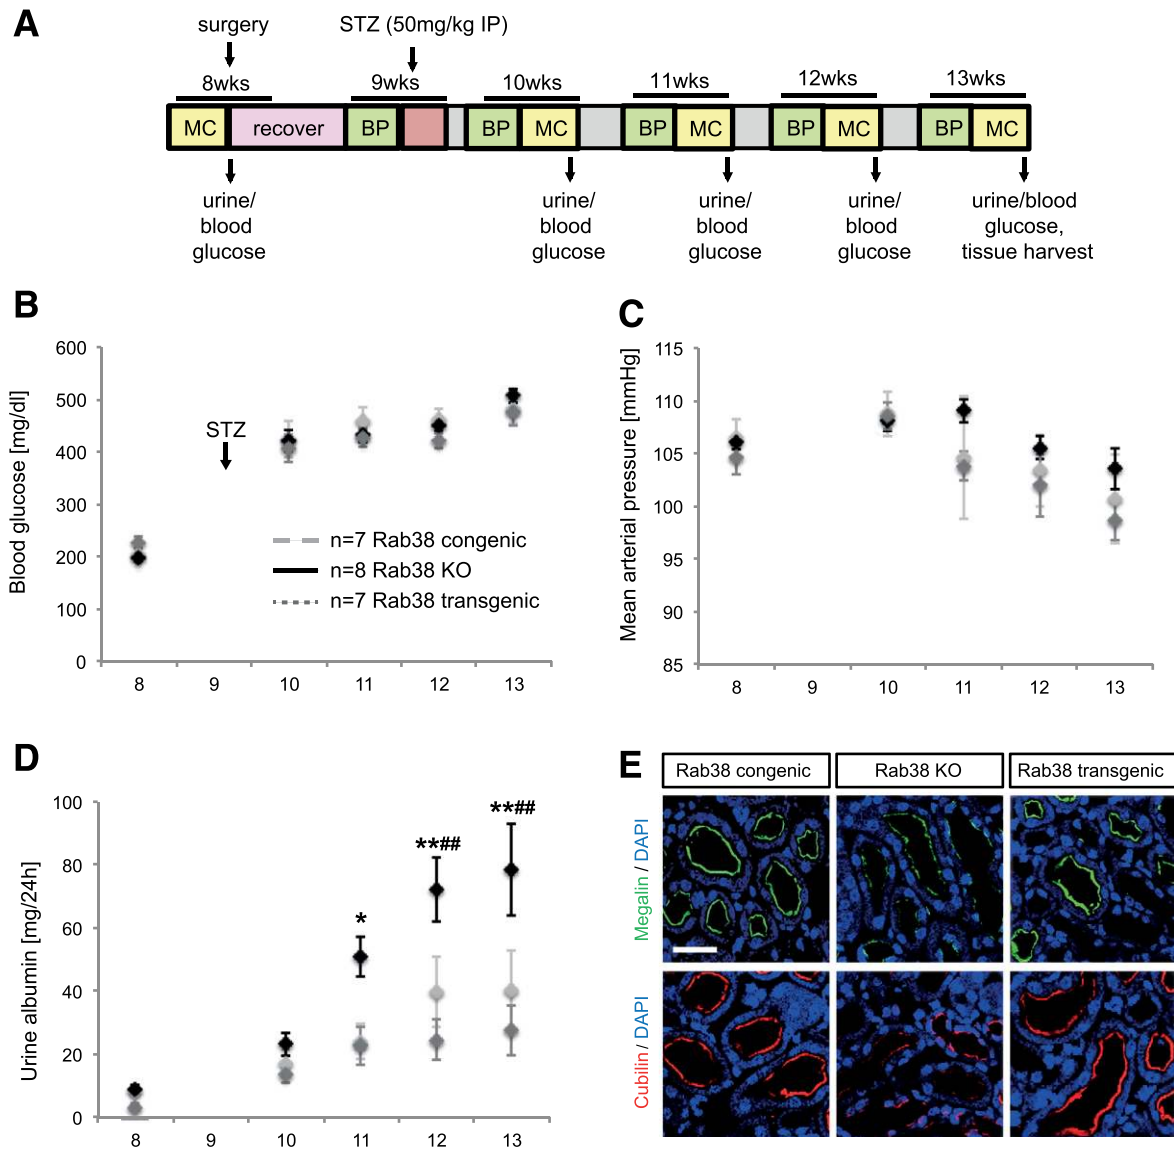 A
surgery
STZ (50mg/kg IP)
8wks
9wks
10wks
11wks
12wks
13wks
MC
recover
BP
BP
MC
BP
MC
BP
MC
BP
MC
urine/
blood
glucose
urine/
blood
glucose
urine/
blood
glucose
urine/
blood
glucose
urine/blood
glucose,
tissue harvest
B
Blood glucose [mg/dl]
600
500
400
300
200
100
0
STZ
n=7 Rab38 congenic
n=8 Rab38 KO
n=7 Rab38 transgenic
8
9
10
11
12
13
C
Mean arterial pressure [mmHg]
115
110
105
100
95
90
85
8
9
10
11
12
13
D
Urine albumin [mg/24h]
100
80
60
40
20
0
*
**##
**##
8
9
10
11
12
13
E
Rab38 congenic
Rab38 KO
Rab38 transgenic
Megalin / DAPI
Cubilin / DAPI